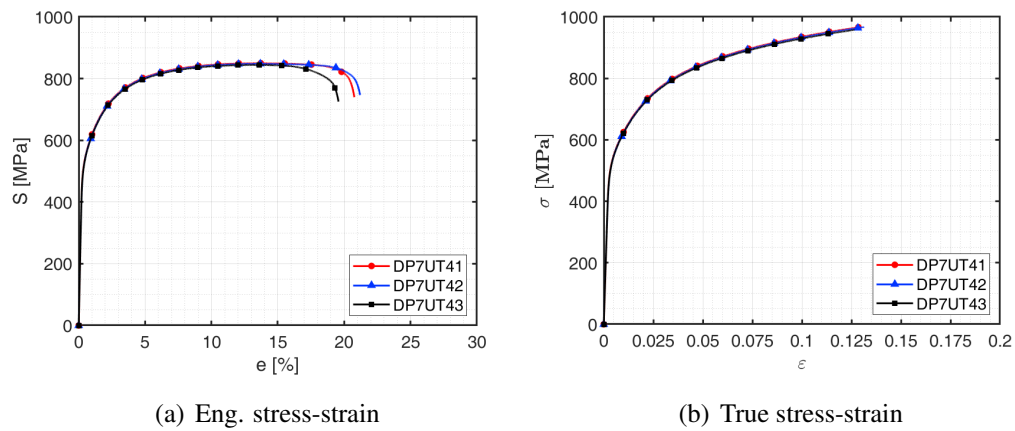 1000
800
600
400
200
0
S [MPa]
0 5 10 15 20 25 30
e [%]
DP7UT41
DP7UT42
DP7UT43
(a) Eng. stress-strain
1000
800
600
400
200
0
σ [MPa]
0 0.025 0.05 0.075 0.1 0.125 0.15 0.175 0.2
ε
DP7UT41
DP7UT42
DP7UT43
(b) True stress-strain